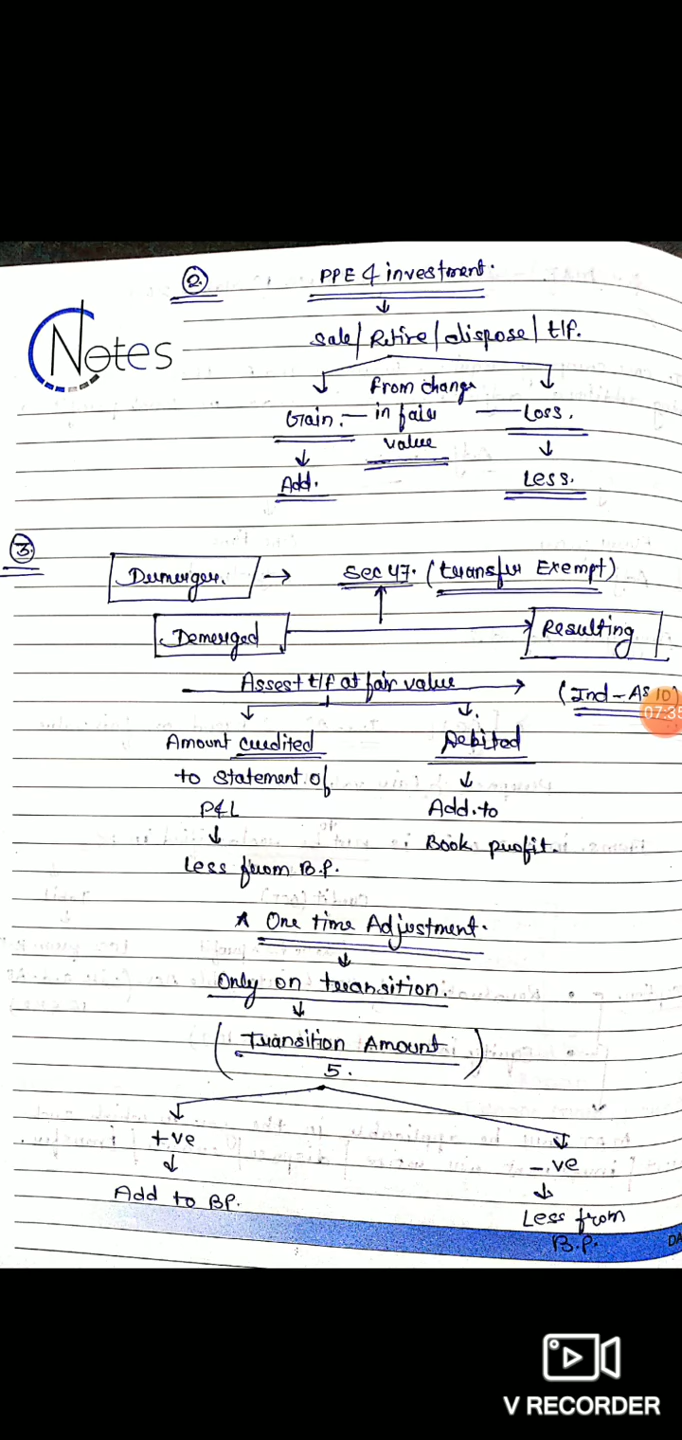 2.
PPE & investment.
Notes
Sale/Retire/dispose/t/f.
From change
Gain. — in fair — Loss.
value
Add.
Less.
3.
Demerger. → Sec 47. (transfer Exempt)
Demerged
Resulting
Assest t/f at fair value
(Ind-AS 10)
07:35
Amount credited
Debited
to statement of
P&L
Add. to
Book profit.
Less from B.P.
* One time Adjustment.
Only on transition.
(Transition Amount
5.)
+ve
-ve
Add to BP.
Less from
B.P.
DA
V RECORDER